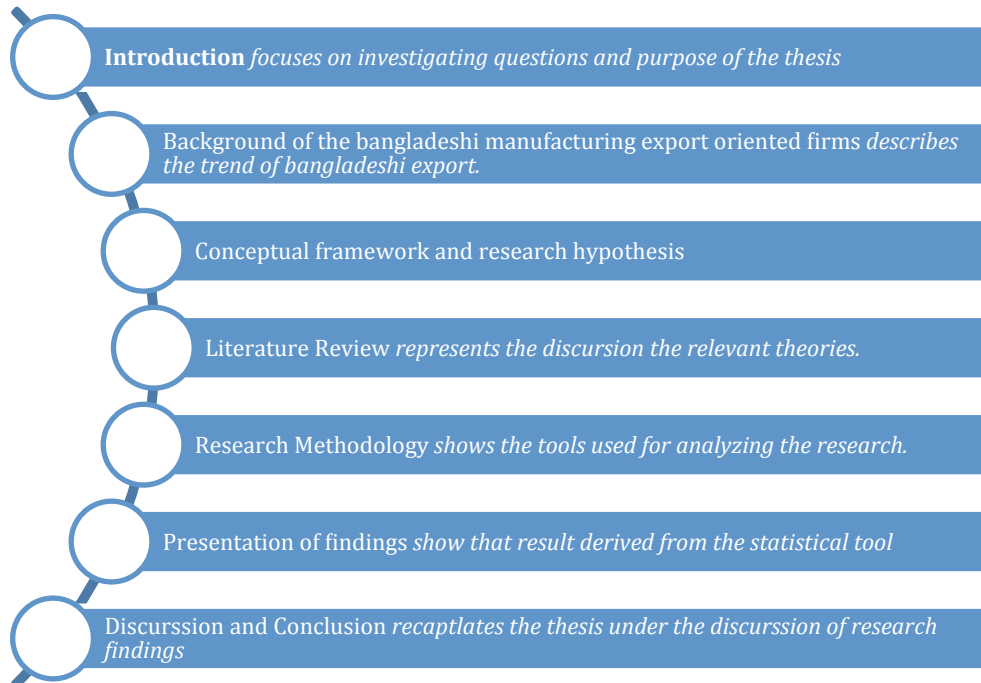 Introduction focuses on investigating questions and purpose of the thesis
Background of the bangladeshi manufacturing export oriented firms describes
the trend of bangladeshi export.
Conceptual framework and research hypothesis
Literature Review represents the discursion the relevant theories.
Research Methodology shows the tools used for analyzing the research.
Presentation of findings show that result derived from the statistical tool
Discurssion and Conclusion recaptlates the thesis under the discurssion of research
findings